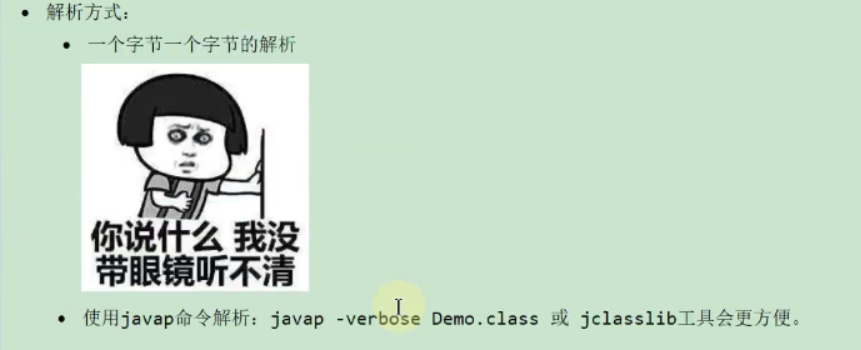 解析方式：
一个字节一个字节的解析
你说什么 我没
带眼镜听不清
使用javap命令解析：javap -verbose Demo.class 或 jclasslib工具会更方便。